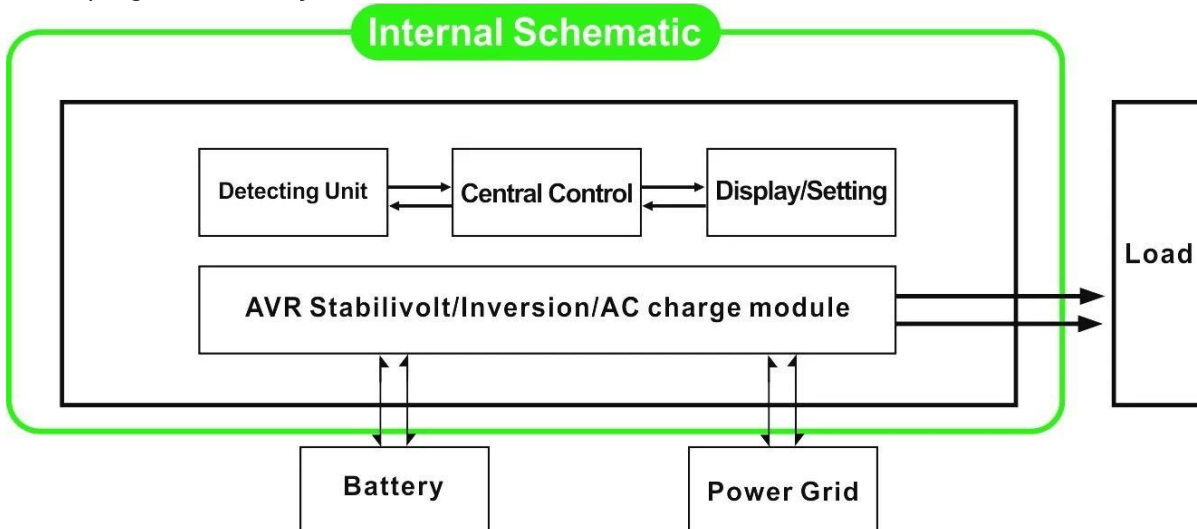 Internal Schematic
Detecting Unit
Central Control
Display/Setting
AVR Stabilivolt/Inversion/AC charge module
Load
Battery
Power Grid